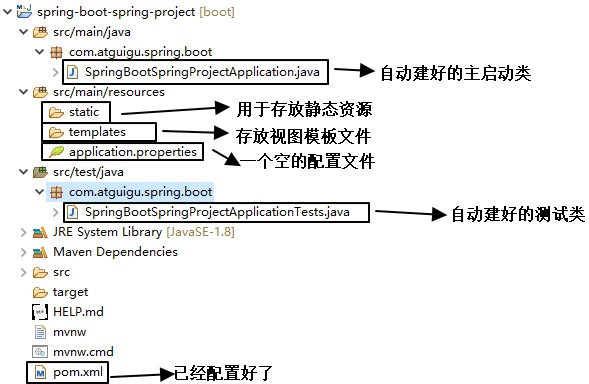 spring-boot-spring-project [boot]
src/main/java
com.atguigu.spring.boot
SpringBootSpringProjectApplication.java
自动建好的主启动类
src/main/resources
static
用于存放静态资源
templates
存放视图模板文件
application.properties
一个空的配置文件
src/test/java
com.atguigu.spring.boot
SpringBootSpringProjectApplicationTests.java
自动建好的测试类
JRE System Library [JavaSE-1.8]
Maven Dependencies
src
target
HELP.md
mvnw
mvnw.cmd
pom.xml
已经配置好了